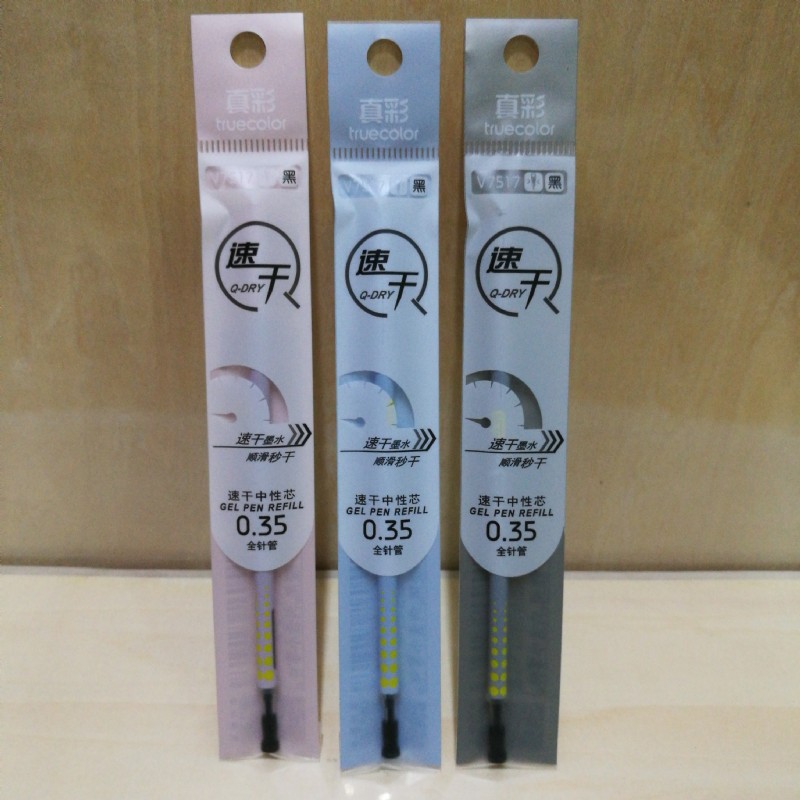 真彩
truecolor
黑
速干
Q-DRY
速干墨水
顺滑秒干
速干中性芯
GEL PEN REFILL
0.35
全针管
真彩
truecolor
黑
速干
Q-DRY
速干墨水
顺滑秒干
速干中性芯
GEL PEN REFILL
0.35
全针管
真彩
truecolor
V7517 黑
速干
Q-DRY
速干墨水
顺滑秒干
速干中性芯
GEL PEN REFILL
0.35
全针管